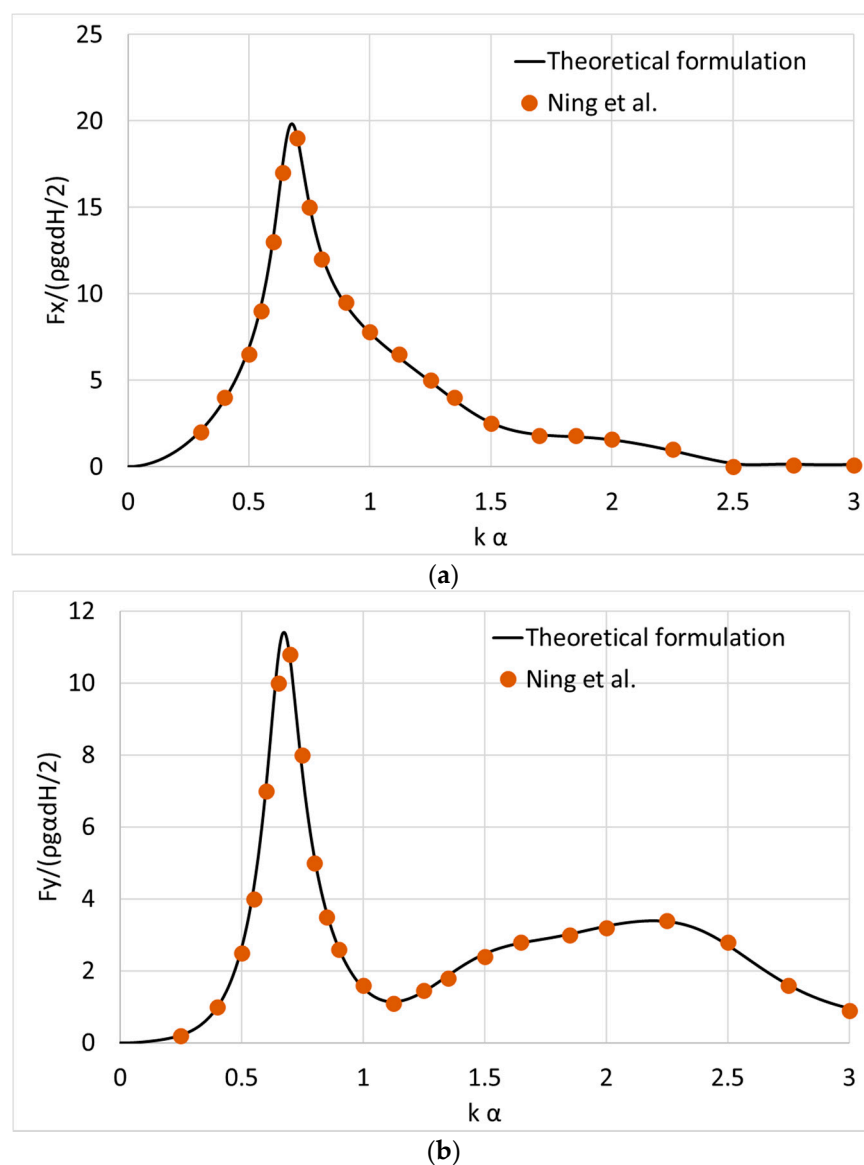 25
20
15
10
5
0
Fx/(ρgαdH/2)
Theoretical formulation
Ning et al.
0 0.5 1 1.5 2 2.5 3
k α
(a)
12
10
8
6
4
2
0
Fy/(ρgαdH/2)
Theoretical formulation
Ning et al.
0 0.5 1 1.5 2 2.5 3
k α
(b)